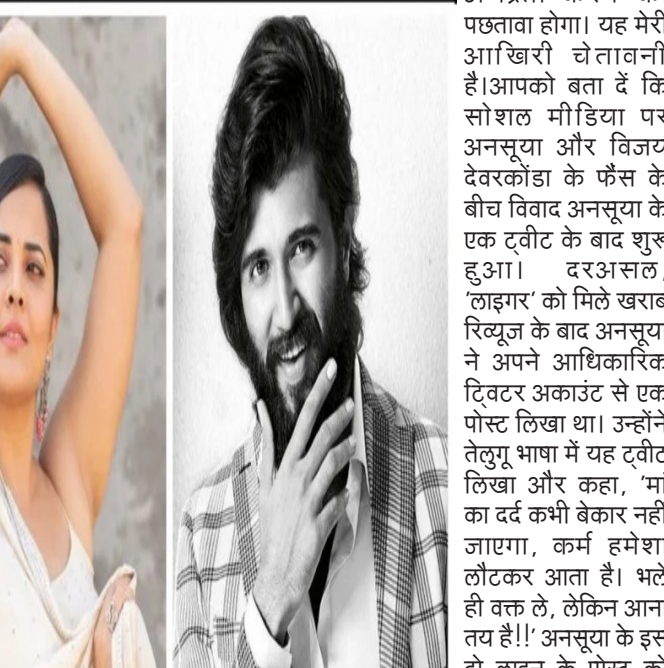 पछतावा होगा। यह मेरी
आखिरी चेतावनी
है।आपको बता दें कि
सोशल मीडिया पर
अनसूया और विजय
देवरकोंडा के फैंस के
बीच विवाद अनसूया के
एक ट्वीट के बाद शुरू
हुआ। दरअसल,
'लाइगर' को मिले खराब
रिव्यूज के बाद अनसूया
ने अपने आधिकारिक
ट्विटर अकाउंट से एक
पोस्ट लिखा था। उन्होंने
तेलुगू भाषा में यह ट्वीट
लिखा और कहा, 'मां
का दर्द कभी बेकार नहीं
जाएगा, कर्म हमेशा
लौटकर आता है। भले
ही वक्त ले, लेकिन आना
तय है!!' अनसूया के इस